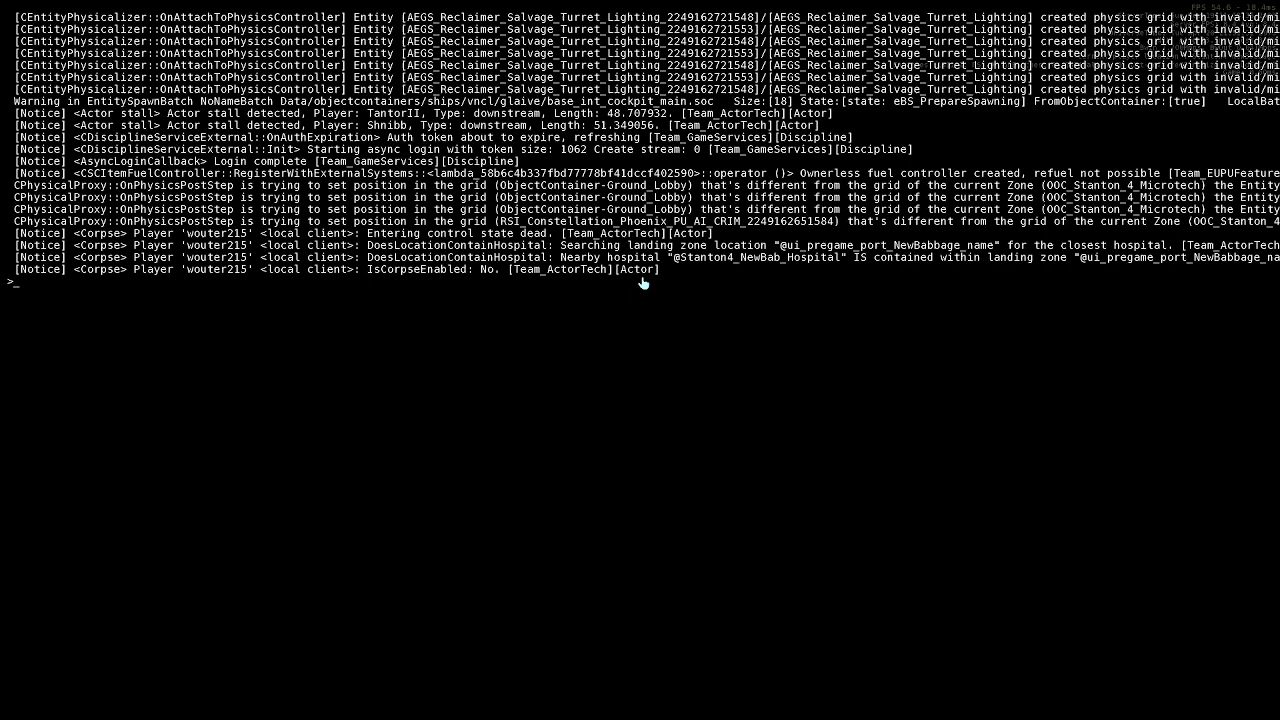 FPS 54.6 - 18.4ms
[CEntityPhysicalizer::OnAttachToPhysicsController] Entity [AEGS_Reclaimer_Salvage_Turret_Lighting_2249162721548]/[AEGS_Reclaimer_Salvage_Turret_Lighting] created physics grid with invalid/mi
[CEntityPhysicalizer::OnAttachToPhysicsController] Entity [AEGS_Reclaimer_Salvage_Turret_Lighting_2249162721553]/[AEGS_Reclaimer_Salvage_Turret_Lighting] created physics grid with invalid/mi
[CEntityPhysicalizer::OnAttachToPhysicsController] Entity [AEGS_Reclaimer_Salvage_Turret_Lighting_2249162721548]/[AEGS_Reclaimer_Salvage_Turret_Lighting] created physics grid with invalid/mi
[CEntityPhysicalizer::OnAttachToPhysicsController] Entity [AEGS_Reclaimer_Salvage_Turret_Lighting_2249162721553]/[AEGS_Reclaimer_Salvage_Turret_Lighting] created physics grid with invalid/mi
[CEntityPhysicalizer::OnAttachToPhysicsController] Entity [AEGS_Reclaimer_Salvage_Turret_Lighting_2249162721548]/[AEGS_Reclaimer_Salvage_Turret_Lighting] created physics grid with invalid/mi
[CEntityPhysicalizer::OnAttachToPhysicsController] Entity [AEGS_Reclaimer_Salvage_Turret_Lighting_2249162721553]/[AEGS_Reclaimer_Salvage_Turret_Lighting] created physics grid with invalid/mi
[CEntityPhysicalizer::OnAttachToPhysicsController] Entity [AEGS_Reclaimer_Salvage_Turret_Lighting_2249162721548]/[AEGS_Reclaimer_Salvage_Turret_Lighting] created physics grid with invalid/mi
Warning in EntitySpawnBatch NoNameBatch Data/objectcontainers/ships/vncl/glaive/base_int_cockpit_main.soc Size:[18] State:[state: eBS_PrepareSpawning] FromObjectContainer:[true] LocalBat
[Notice] <Actor stall> Actor stall detected, Player: TantorII, Type: downstream, Length: 48.707932. [Team_ActorTech][Actor]
[Notice] <Actor stall> Actor stall detected, Player: Shnibb, Type: downstream, Length: 51.349056. [Team_ActorTech][Actor]
[Notice] <CDisciplineServiceExternal::OnAuthExpiration> Auth token about to expire, refreshing [Team_GameServices][Discipline]
[Notice] <CDisciplineServiceExternal::Init> Starting async login with token size: 1062 Create stream: 0 [Team_GameServices][Discipline]
[Notice] <AsyncLoginCallback> Login complete [Team_GameServices][Discipline]
[Notice] <CSCItemFuelController::RegisterWithExternalSystems::<lambda_58b6c4b337fbd77778bf41dccf402590>::operator ()> Ownerless fuel controller created, refuel not possible [Team_EUPUFeature
CPhysicalProxy::OnPhysicsPostStep is trying to set position in the grid (ObjectContainer-Ground_Lobby) that's different from the grid of the current Zone (OOC_Stanton_4_Microtech) the Entity
CPhysicalProxy::OnPhysicsPostStep is trying to set position in the grid (ObjectContainer-Ground_Lobby) that's different from the grid of the current Zone (OOC_Stanton_4_Microtech) the Entity
CPhysicalProxy::OnPhysicsPostStep is trying to set position in the grid (ObjectContainer-Ground_Lobby) that's different from the grid of the current Zone (OOC_Stanton_4_Microtech) the Entity
CPhysicalProxy::OnPhysicsPostStep is trying to set position in the grid (RSI_Constellation_Phoenix_PU_AI_CRIM_2249162651584) that's different from the grid of the current Zone (OOC_Stanton_4
[Notice] <Corpse> Player 'wouter215' <local client>: Entering control state dead. [Team_ActorTech][Actor]
[Notice] <Corpse> Player 'wouter215' <local client>: DoesLocationContainHospital: Searching landing zone location "@ui_pregame_port_NewBabbage_name" for the closest hospital. [Team_ActorTech
[Notice] <Corpse> Player 'wouter215' <local client>: DoesLocationContainHospital: Nearby hospital "@Stanton4_NewBab_Hospital" IS contained within landing zone "@ui_pregame_port_NewBabbage_na
[Notice] <Corpse> Player 'wouter215' <local client>: IsCorpseEnabled: No. [Team_ActorTech][Actor]
>_